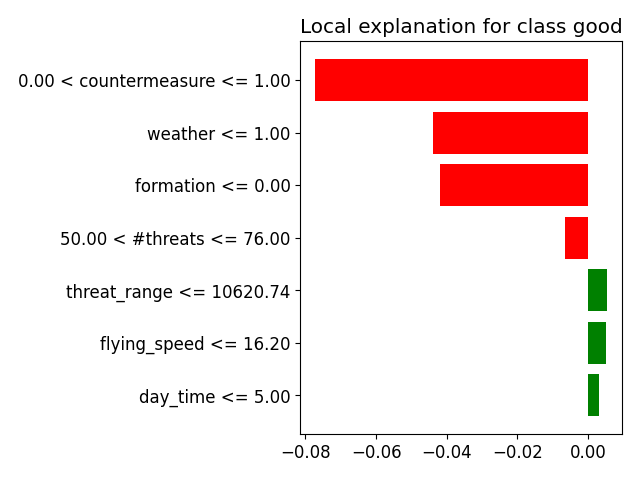 Local explanation for class good
0.00 < countermeasure <= 1.00
weather <= 1.00
formation <= 0.00
50.00 < #threats <= 76.00
threat_range <= 10620.74
flying_speed <= 16.20
day_time <= 5.00
−0.08 −0.06 −0.04 −0.02 0.00